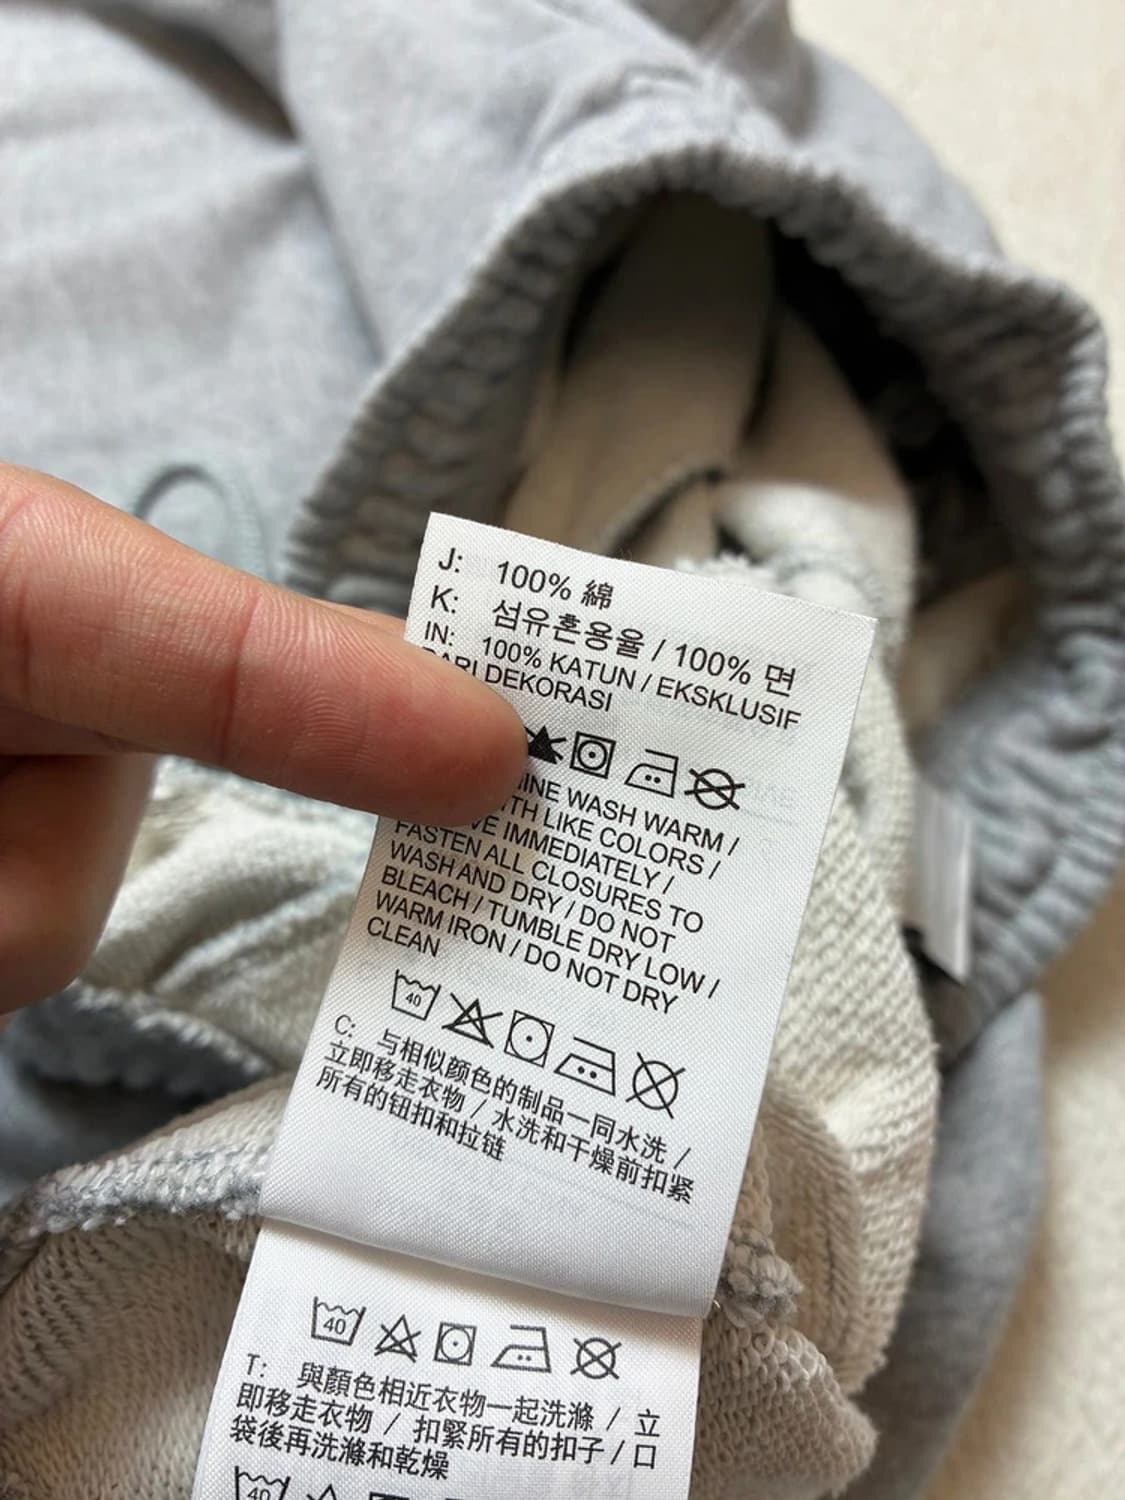 J: 100% 綿
K: 섬유혼용율 / 100% 면
IN: 100% KATUN / EKSKLUSIF
DARI DEKORASI
WASH WARM /
LIKE COLORS /
IMMEDIATELY /
FASTEN ALL CLOSURES TO
WASH AND DRY / DO NOT
BLEACH / TUMBLE DRY LOW /
WARM IRON / DO NOT DRY
CLEAN
40
C: 与相似颜色的制品一同水洗 /
立即移走衣物 / 水洗和干燥前扣紧
所有的钮扣和拉链
40
T: 與顏色相近衣物一起洗滌 / 立
即移走衣物 / 扣緊所有的扣子 / 口
袋後再洗滌和乾燥
40